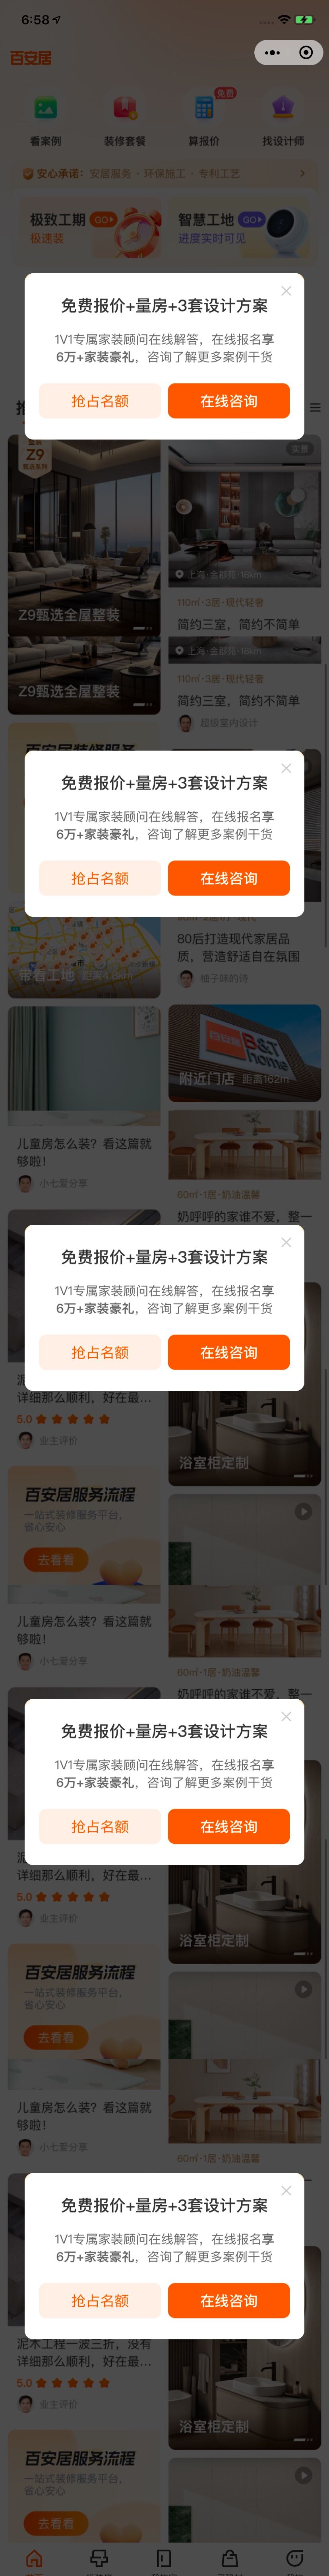 6:58
百安居
免费
看案例
装修套餐
算报价
找设计师
安心承诺：安居服务 · 环保施工 · 专利工艺
极致工期 GO
极速装
智慧工地 GO
进度实时可见
免费报价+量房+3套设计方案
1V1专属家装顾问在线解答，在线报名享
6万+家装豪礼，咨询了解更多案例干货
抢占名额
在线咨询
Z9
甄选系列
Z9甄选全屋整装
上海·金都苑·18km
110㎡·3居·现代轻奢
简约三室，简约不简单
Z9甄选全屋整装
上海·金都苑·18km
110㎡·3居·现代轻奢
简约三室，简约不简单
超级室内设计
百安居装修服务
免费报价+量房+3套设计方案
1V1专属家装顾问在线解答，在线报名享
6万+家装豪礼，咨询了解更多案例干货
抢占名额
在线咨询
80后打造现代家居品
质，营造舒适自在氛围
柚子妹的诗
带看工地 距离4.8km
B&T
home
附近门店 距离162m
儿童房怎么装？看这篇就
够啦！
小七爱分享
60㎡·1居·奶油温馨
奶呼呼的家谁不爱，整一
免费报价+量房+3套设计方案
1V1专属家装顾问在线解答，在线报名享
6万+家装豪礼，咨询了解更多案例干货
抢占名额
在线咨询
详细那么顺利，好在最...
5.0
业主评价
浴室柜定制
百安居服务流程
一站式装修服务平台，
省心安心
去看看
儿童房怎么装？看这篇就
够啦！
小七爱分享
60㎡·1居·奶油温馨
奶呼呼的家谁不爱，整一
免费报价+量房+3套设计方案
1V1专属家装顾问在线解答，在线报名享
6万+家装豪礼，咨询了解更多案例干货
抢占名额
在线咨询
详细那么顺利，好在最...
5.0
业主评价
浴室柜定制
百安居服务流程
一站式装修服务平台，
省心安心
去看看
儿童房怎么装？看这篇就
够啦！
小七爱分享
60㎡·1居·奶油温馨
免费报价+量房+3套设计方案
1V1专属家装顾问在线解答，在线报名享
6万+家装豪礼，咨询了解更多案例干货
抢占名额
在线咨询
泥木工程一波三折，没有
详细那么顺利，好在最...
5.0
业主评价
浴室柜定制
百安居服务流程
一站式装修服务平台，
省心安心
去看看